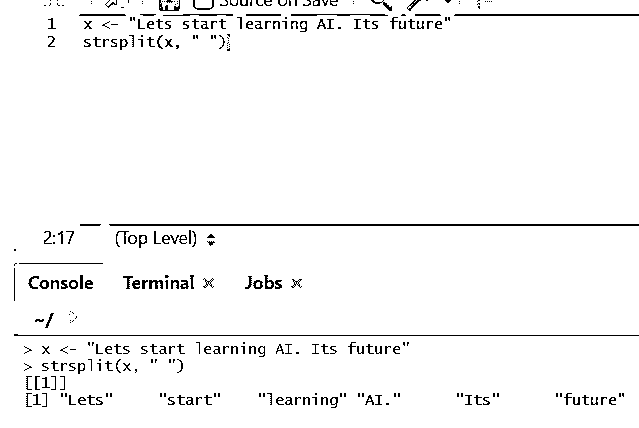 Source on Save
1 x <- "Lets start learning AI. Its future"
2 strsplit(x, " ")
2:17 (Top Level)
Console Terminal × Jobs ×
~/
> x <- "Lets start learning AI. Its future"
> strsplit(x, " ")
[[1]]
[1] "Lets" "start" "learning" "AI." "Its" "future"